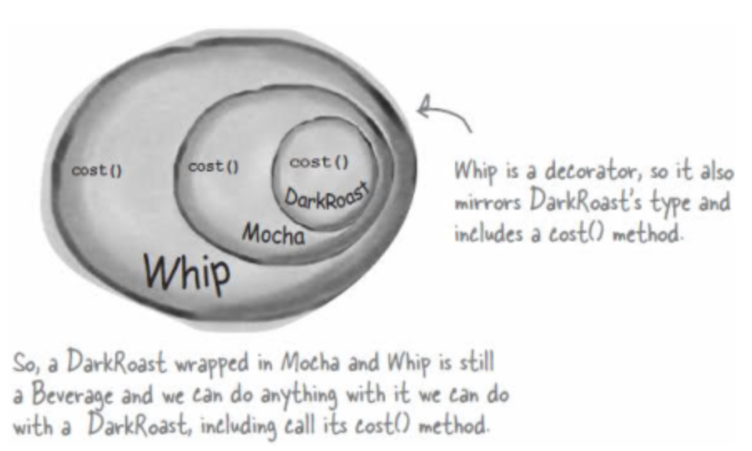 cost() cost() cost()
DarkRoast
Mocha
Whip
Whip is a decorator, so it also
mirrors DarkRoast's type and
includes a cost() method.
So, a DarkRoast wrapped in Mocha and Whip is still
a Beverage and we can do anything with it we can do
with a DarkRoast, including call its cost() method.